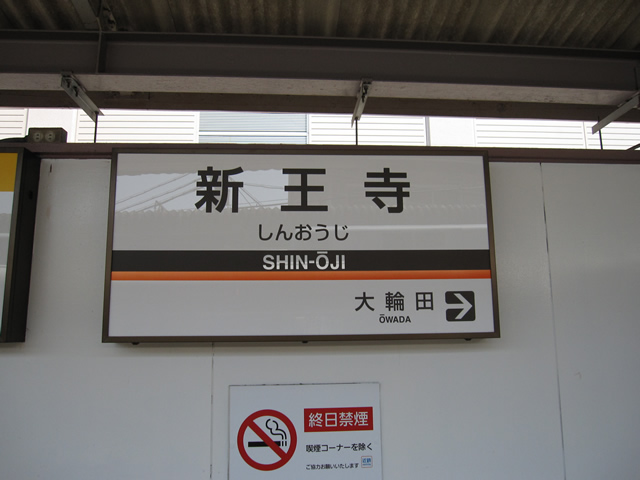 新王寺
しんおうじ
SHIN-ŌJI
大輪田
ŌWADA
終日禁煙
喫煙コーナーを除く
ご協力お願いいたします